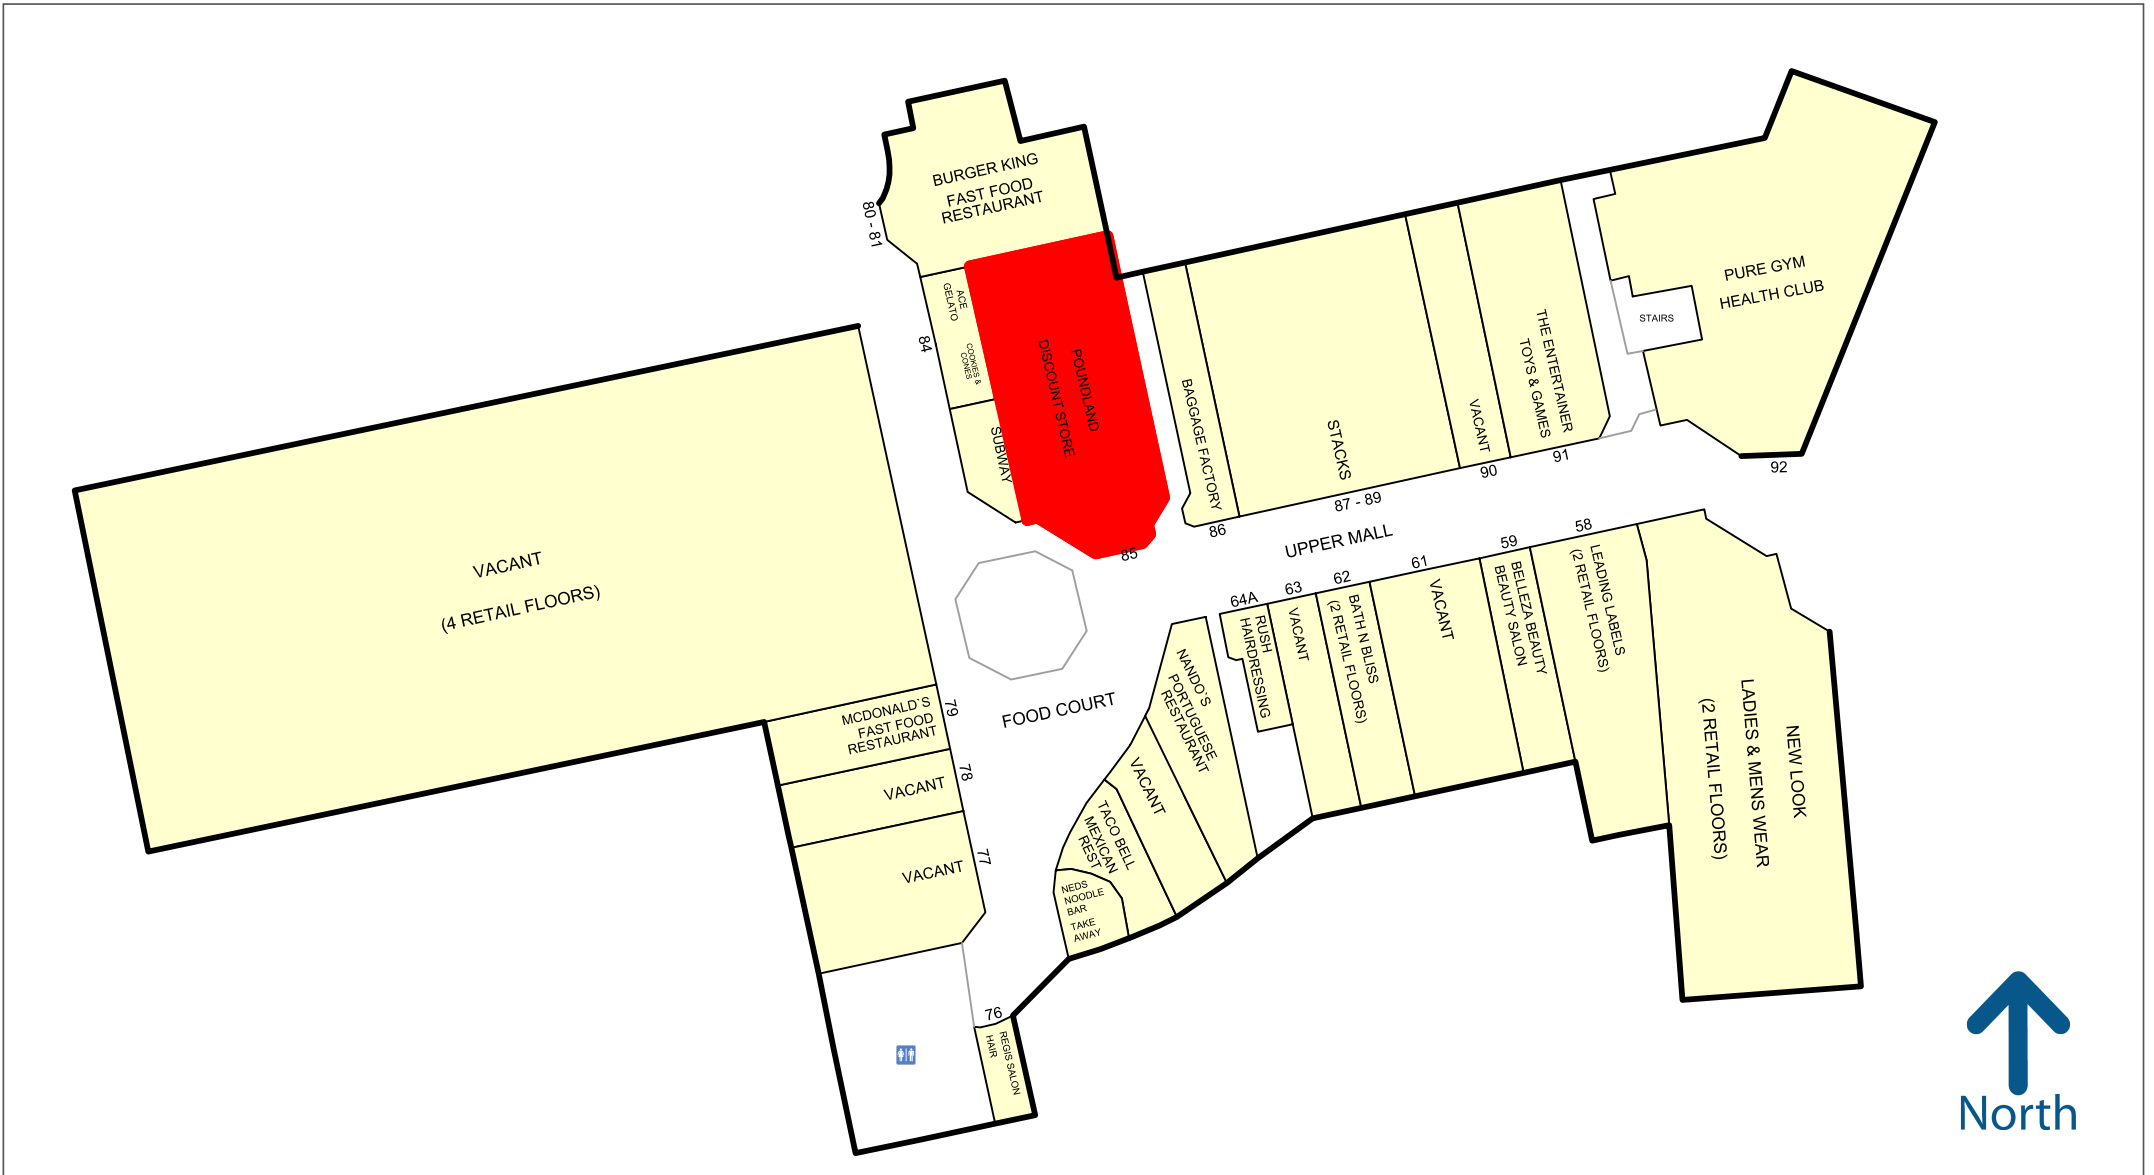 BURGER KING
FAST FOOD
RESTAURANT
80 - 81
ACE
GELATO
COOKIES &
CONES
84
SUBWAY
POUNDLAND
DISCOUNT STORE
85
BAGGAGE FACTORY
86
STACKS
87 - 89
VACANT
90
THE ENTERTAINER
TOYS & GAMES
91
STAIRS
PURE GYM
HEALTH CLUB
92
UPPER MALL
VACANT
(4 RETAIL FLOORS)
MCDONALD`S
FAST FOOD
RESTAURANT
79
VACANT
78
VACANT
77
FOOD COURT
NANDO`S
PORTUGUESE
RESTAURANT
VACANT
TACO BELL
MEXICAN
REST
NEDS
NOODLE
BAR
TAKE
AWAY
76
REGIS SALON
HAIR
64A
RUSH
HAIRDRESSING
63
VACANT
62
BATH N BLISS
(2 RETAIL FLOORS)
61
VACANT
59
BELLEZA BEAUTY
BEAUTY SALON
58
LEADING LABELS
(2 RETAIL FLOORS)
NEW LOOK
LADIES & MENS WEAR
(2 RETAIL FLOORS)
North